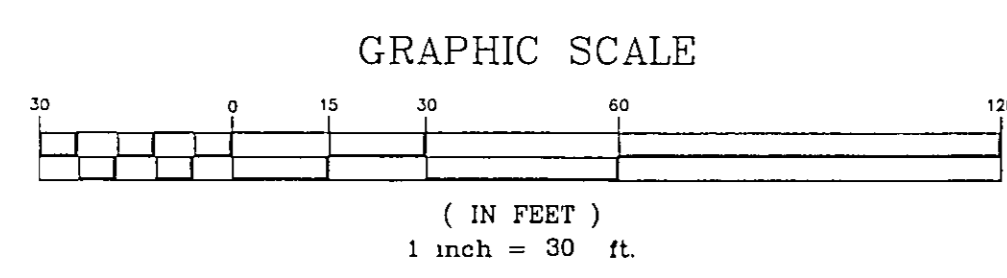 GRAPHIC SCALE
30 0 15 30 60 120
( IN FEET )
1 inch = 30 ft.